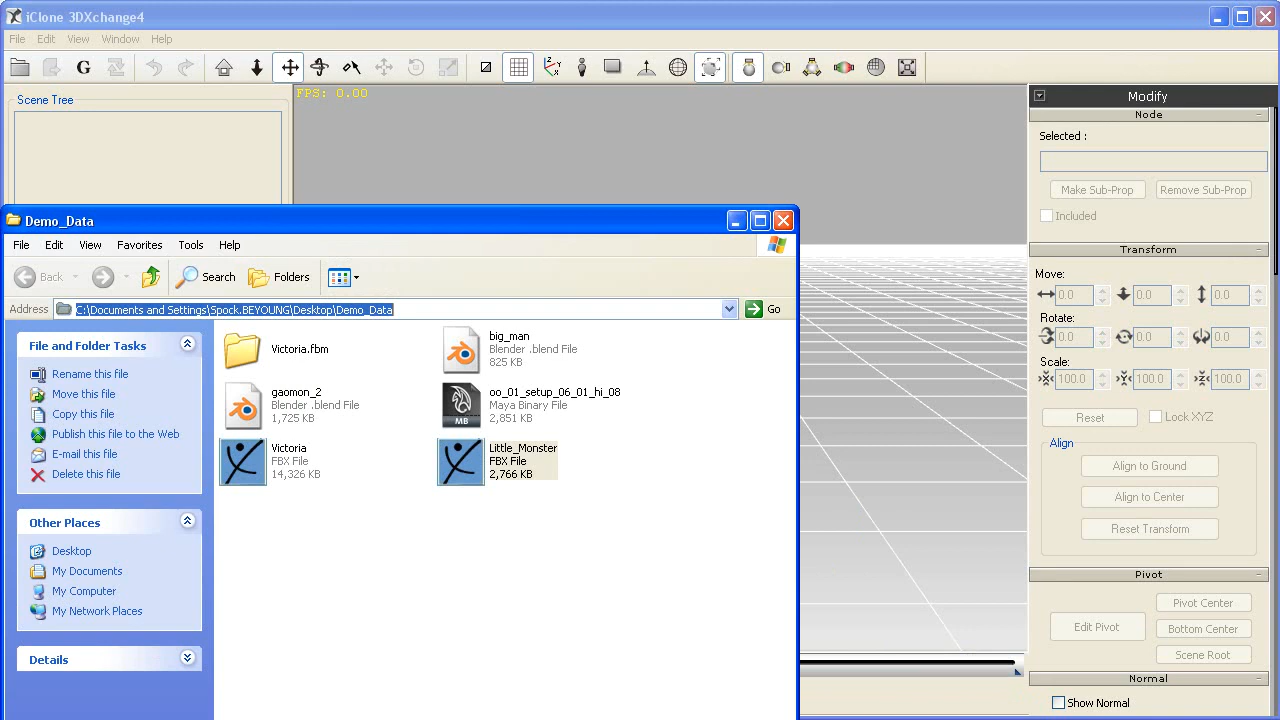 iClone 3DXchange4
File Edit View Window Help
G
Scene Tree
FPS: 0.00
Modify
Node
Selected :
Make Sub-Prop Remove Sub-Prop
Included
Transform
Move:
0.0 0.0 0.0
Rotate:
0.0 0.0 0.0
Scale:
X 100.0 Y 100.0 Z 100.0
Reset Lock XYZ
Align
Align to Ground
Align to Center
Reset Transform
Pivot
Edit Pivot
Pivot Center
Bottom Center
Scene Root
Normal
Show Normal
Demo_Data
File Edit View Favorites Tools Help
Back Search Folders
Address C:\Documents and Settings\Spock.BEYOUNG\Desktop\Demo_Data Go
File and Folder Tasks
Rename this file
Move this file
Copy this file
Publish this file to the Web
E-mail this file
Delete this file
Other Places
Desktop
My Documents
My Computer
My Network Places
Details
Victoria.fbm
big_man
Blender .blend File
825 KB
gaomon_2
Blender .blend File
1,725 KB
MB
oo_01_setup_06_01_hi_08
Maya Binary File
2,851 KB
Victoria
FBX File
14,326 KB
Little_Monster
FBX File
2,766 KB